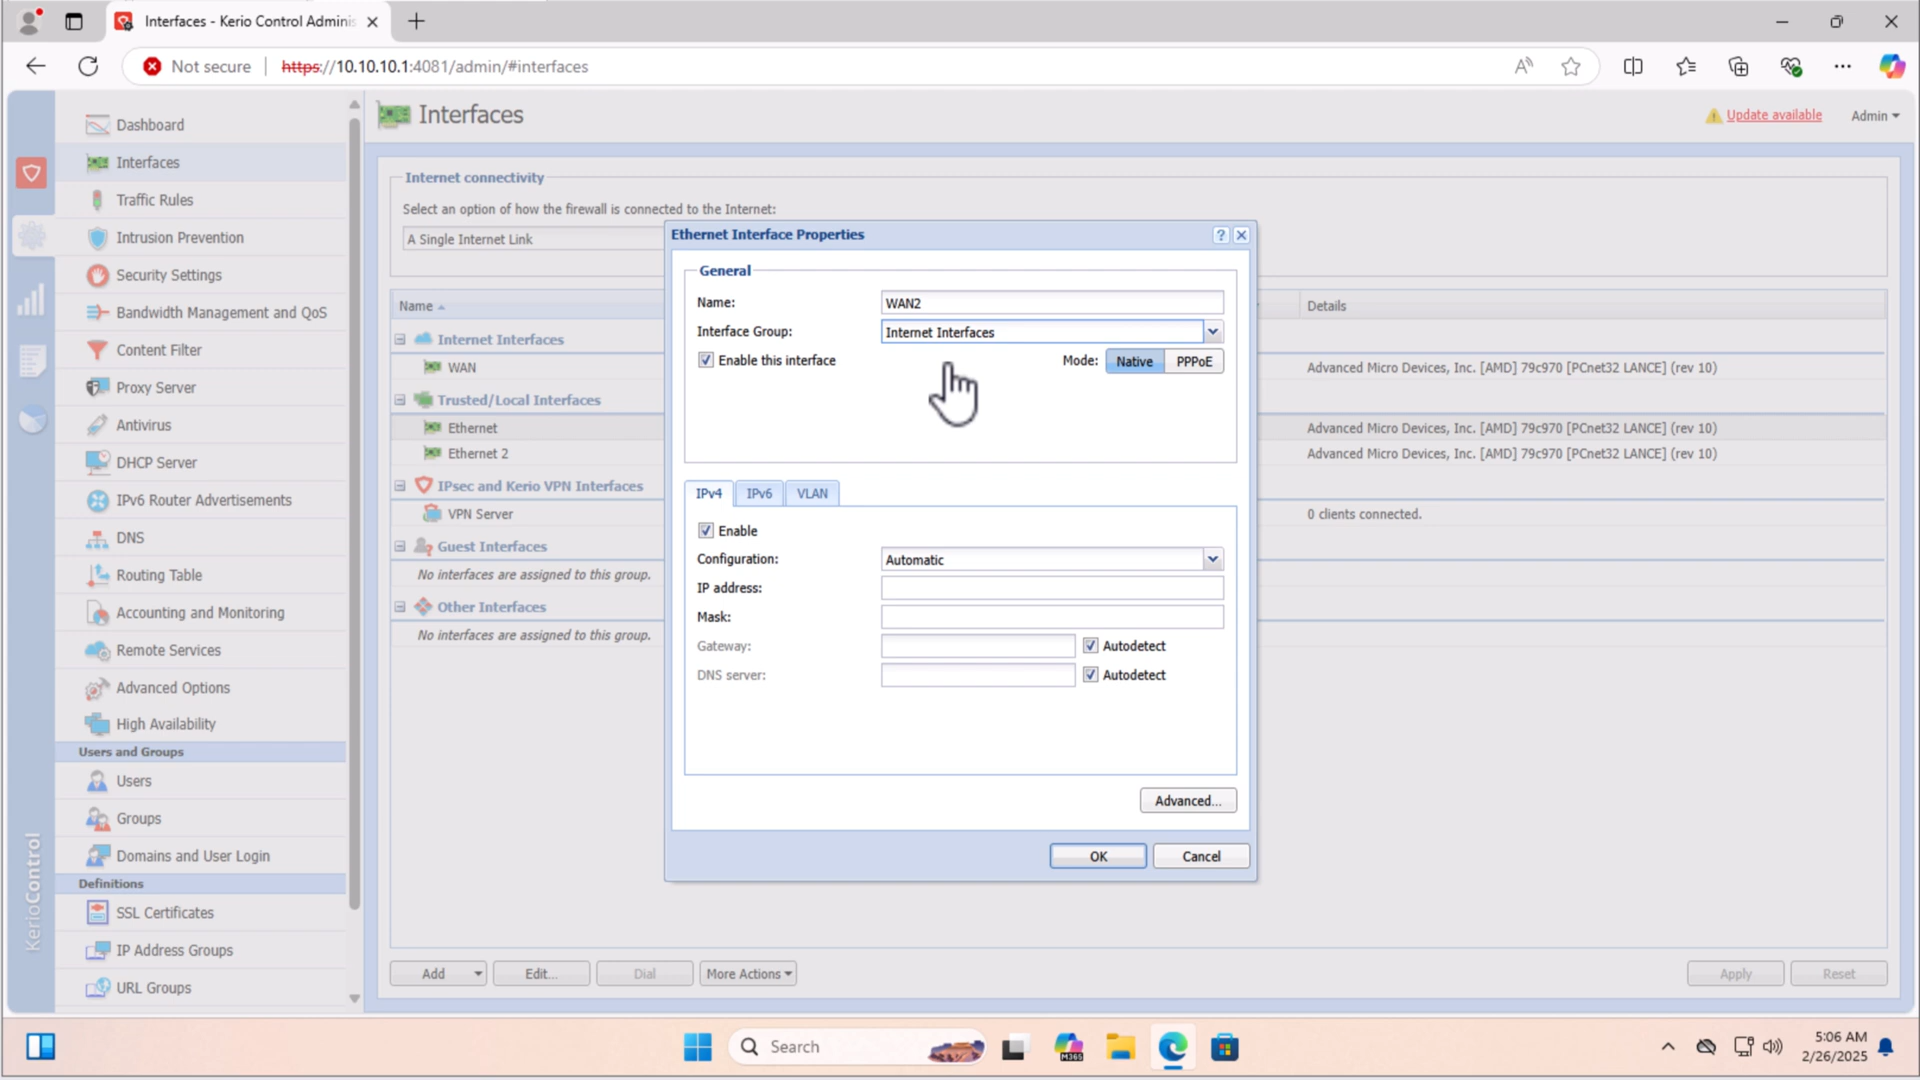 Interfaces - Kerio Control Adminis
Not secure
https://10.10.10.1:4081/admin/#interfaces
Dashboard
Interfaces
Traffic Rules
Intrusion Prevention
Security Settings
Bandwidth Management and QoS
Content Filter
Proxy Server
Antivirus
DHCP Server
IPv6 Router Advertisements
DNS
Routing Table
Accounting and Monitoring
Remote Services
Advanced Options
High Availability
Users and Groups
Users
Groups
Domains and User Login
Definitions
SSL Certificates
IP Address Groups
URL Groups
KerioControl
Interfaces
Update available
Admin
Internet connectivity
Select an option of how the firewall is connected to the Internet:
A Single Internet Link
Name
Details
Internet Interfaces
WAN
Advanced Micro Devices, Inc. [AMD] 79c970 [PCnet32 LANCE] (rev 10)
Trusted/Local Interfaces
Ethernet
Advanced Micro Devices, Inc. [AMD] 79c970 [PCnet32 LANCE] (rev 10)
Ethernet 2
Advanced Micro Devices, Inc. [AMD] 79c970 [PCnet32 LANCE] (rev 10)
IPsec and Kerio VPN Interfaces
VPN Server
0 clients connected.
Guest Interfaces
No interfaces are assigned to this group.
Other Interfaces
No interfaces are assigned to this group.
Ethernet Interface Properties
General
Name:
WAN2
Interface Group:
Internet Interfaces
Enable this interface
Mode:
Native
PPPoE
IPv4
IPv6
VLAN
Enable
Configuration:
Automatic
IP address:
Mask:
Gateway:
Autodetect
DNS server:
Autodetect
Advanced...
OK
Cancel
Add
Edit...
Dial
More Actions
Apply
Reset
Search
M365
5:06 AM
2/26/2025